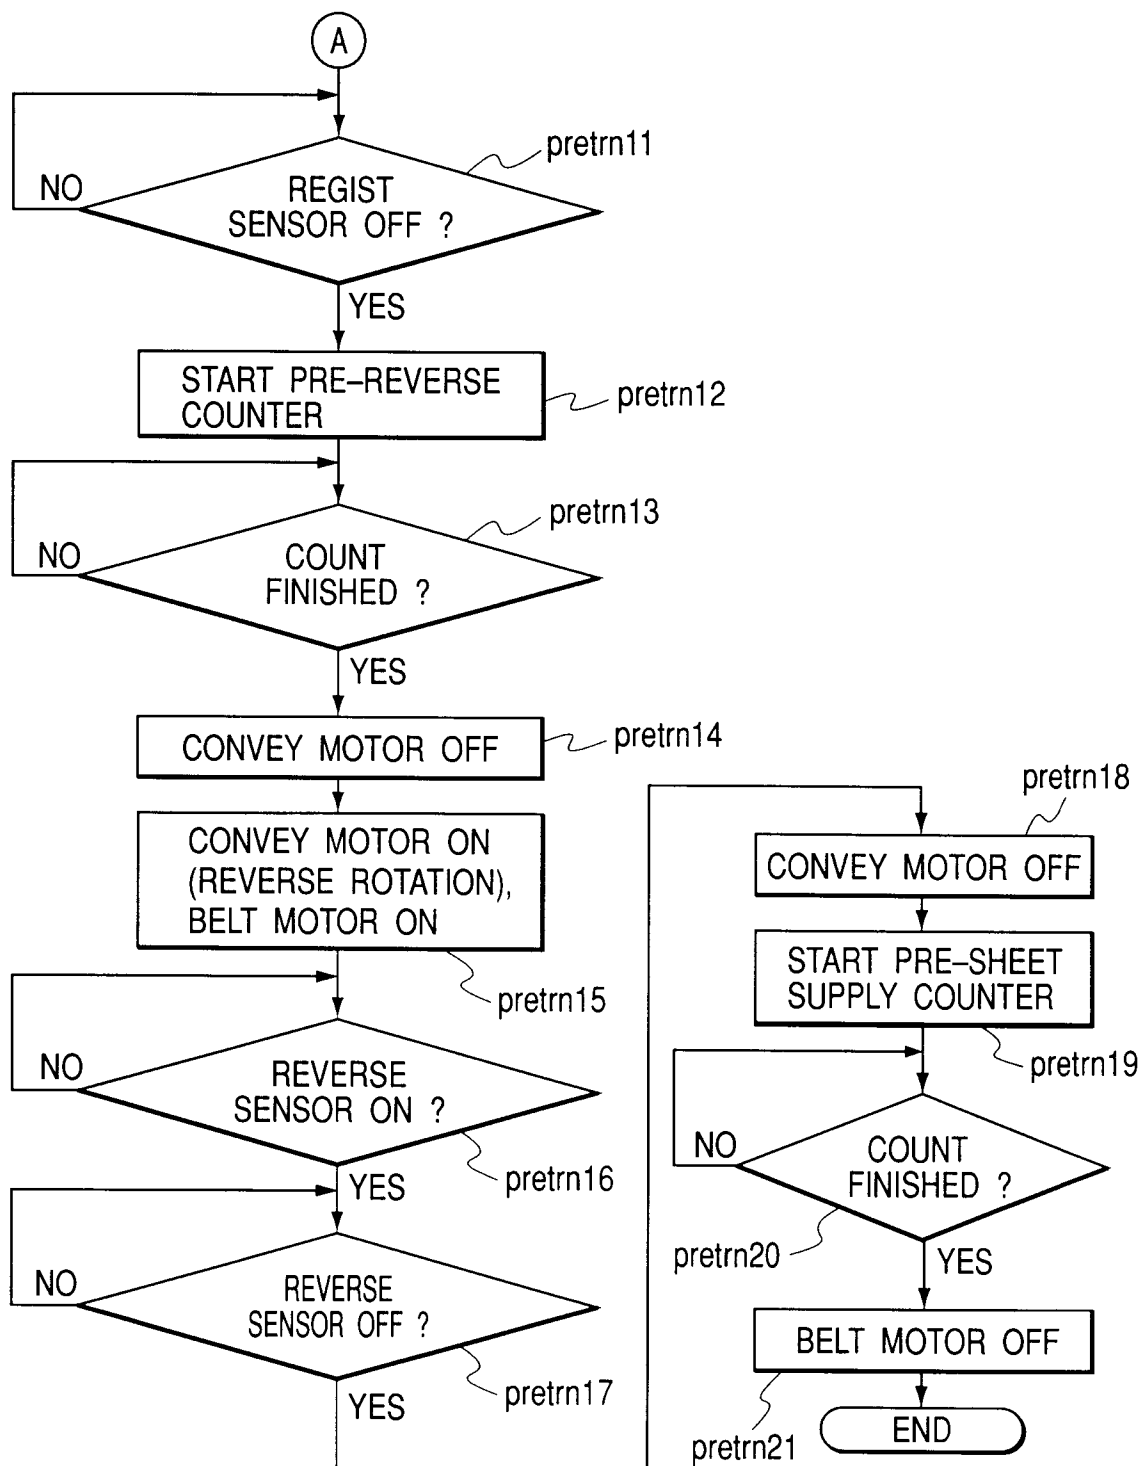 A
pretrn11
NO
REGIST
SENSOR OFF ?
YES
START PRE–REVERSE
COUNTER
pretrn12
pretrn13
NO
COUNT
FINISHED ?
YES
CONVEY MOTOR OFF
pretrn14
CONVEY MOTOR ON
(REVERSE ROTATION),
BELT MOTOR ON
pretrn15
NO
REVERSE
SENSOR ON ?
YES
pretrn16
NO
REVERSE
SENSOR OFF ?
pretrn17
YES
pretrn18
CONVEY MOTOR OFF
START PRE–SHEET
SUPPLY COUNTER
pretrn19
NO
COUNT
FINISHED ?
pretrn20
YES
BELT MOTOR OFF
pretrn21
END